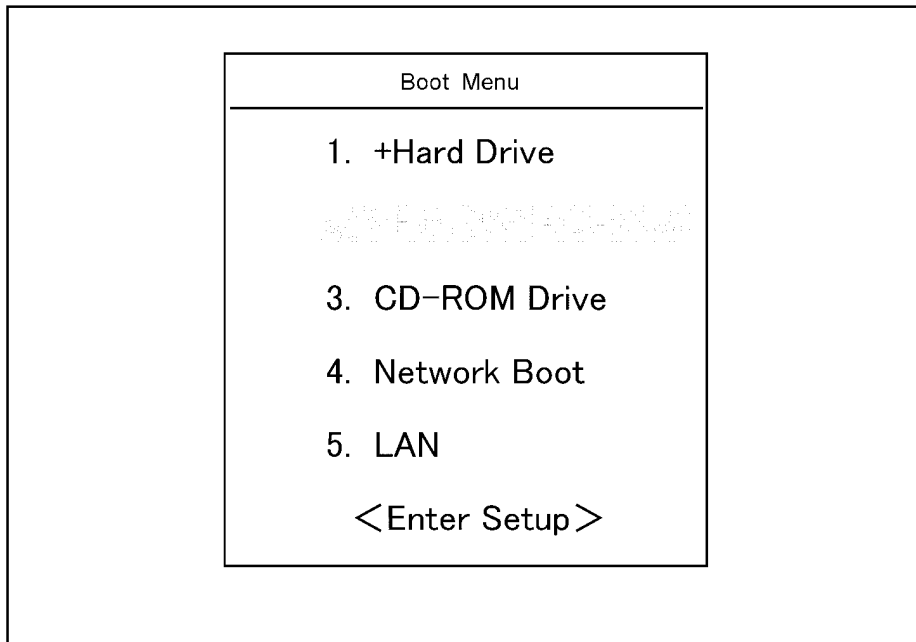 Boot Menu
1. +Hard Drive
3. CD-ROM Drive
4. Network Boot
5. LAN
<Enter Setup>